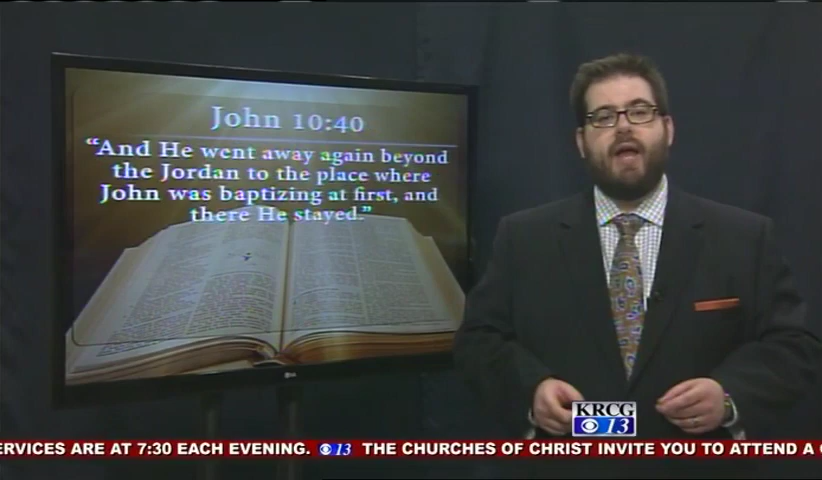 John 10:40
“And He went away again beyond
the Jordan to the place where
John was baptizing at first, and
there He stayed.”
KRCG
13
ERVICES ARE AT 7:30 EACH EVENING. 13 THE CHURCHES OF CHRIST INVITE YOU TO ATTEND A